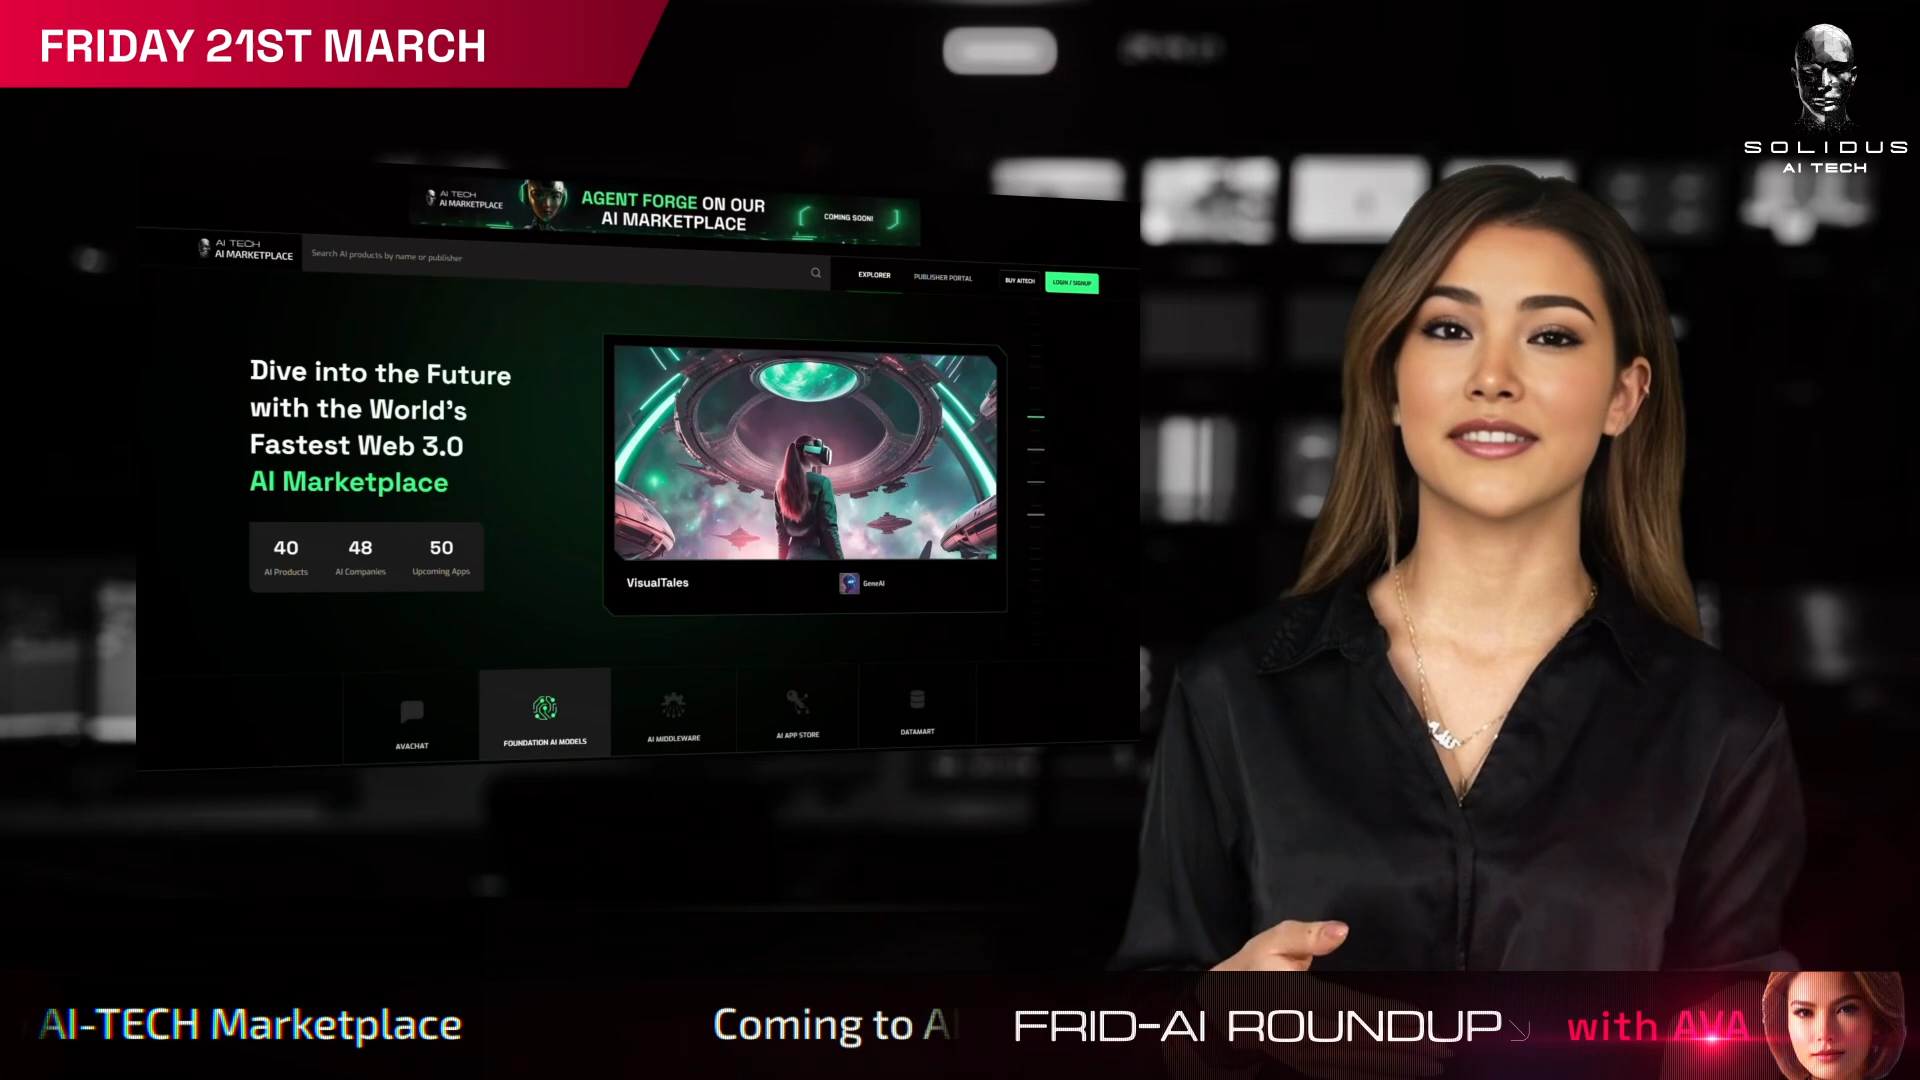 FRIDAY 21ST MARCH
SOLIDUS
AI TECH
AI TECH
AI MARKETPLACE
AGENT FORGE ON OUR
AI MARKETPLACE
COMING SOON!
AI TECH
AI MARKETPLACE
Search AI products by name or publisher
EXPLORER
PUBLISHER PORTAL
BUY AITECH
LOGIN / SIGNUP
Dive into the Future
with the World's
Fastest Web 3.0
AI Marketplace
40
AI Products
48
AI Companies
50
Upcoming Apps
VisualTales
GeneAI
AVACHAT
FOUNDATION AI MODELS
AI MIDDLEWARE
AI APP STORE
DATAMART
AI-TECH Marketplace
Coming to AI
FRID-AI ROUNDUP
with AVA